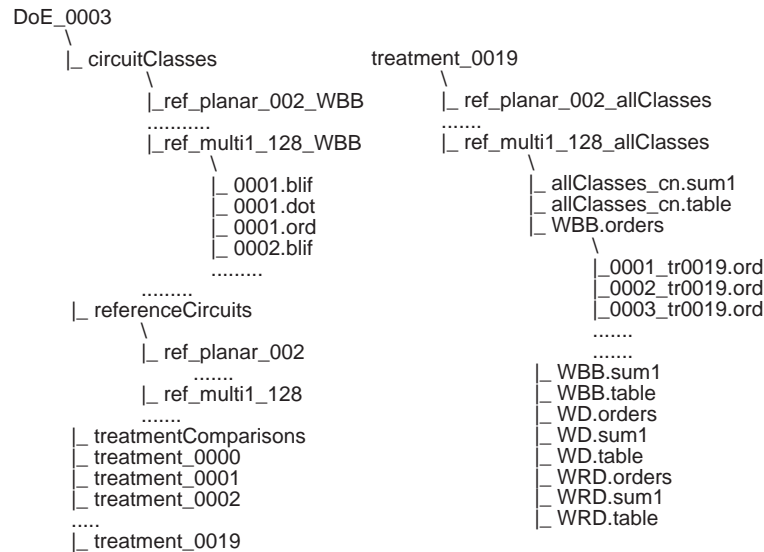 DoE_0003
\
|_ circuitClasses
\
|_ref_planar_002_WBB
...........
|_ref_multi1_128_WBB
\
|_ 0001.blif
|_ 0001.dot
|_ 0001.ord
|_ 0002.blif
.........
.........
|_ referenceCircuits
\
|_ ref_planar_002
.......
|_ ref_multi1_128
.......
|_ treatmentComparisons
|_ treatment_0000
|_ treatment_0001
|_ treatment_0002
.....
|_ treatment_0019
treatment_0019
\
|_ ref_planar_002_allClasses
.......
|_ ref_multi1_128_allClasses
\
|_ allClasses_cn.sum1
|_ allClasses_cn.table
|_ WBB.orders
\
|_0001_tr0019.ord
|_0002_tr0019.ord
|_0003_tr0019.ord
.......
.......
|_ WBB.sum1
|_ WBB.table
|_ WD.orders
|_ WD.sum1
|_ WD.table
|_ WRD.orders
|_ WRD.sum1
|_ WRD.table